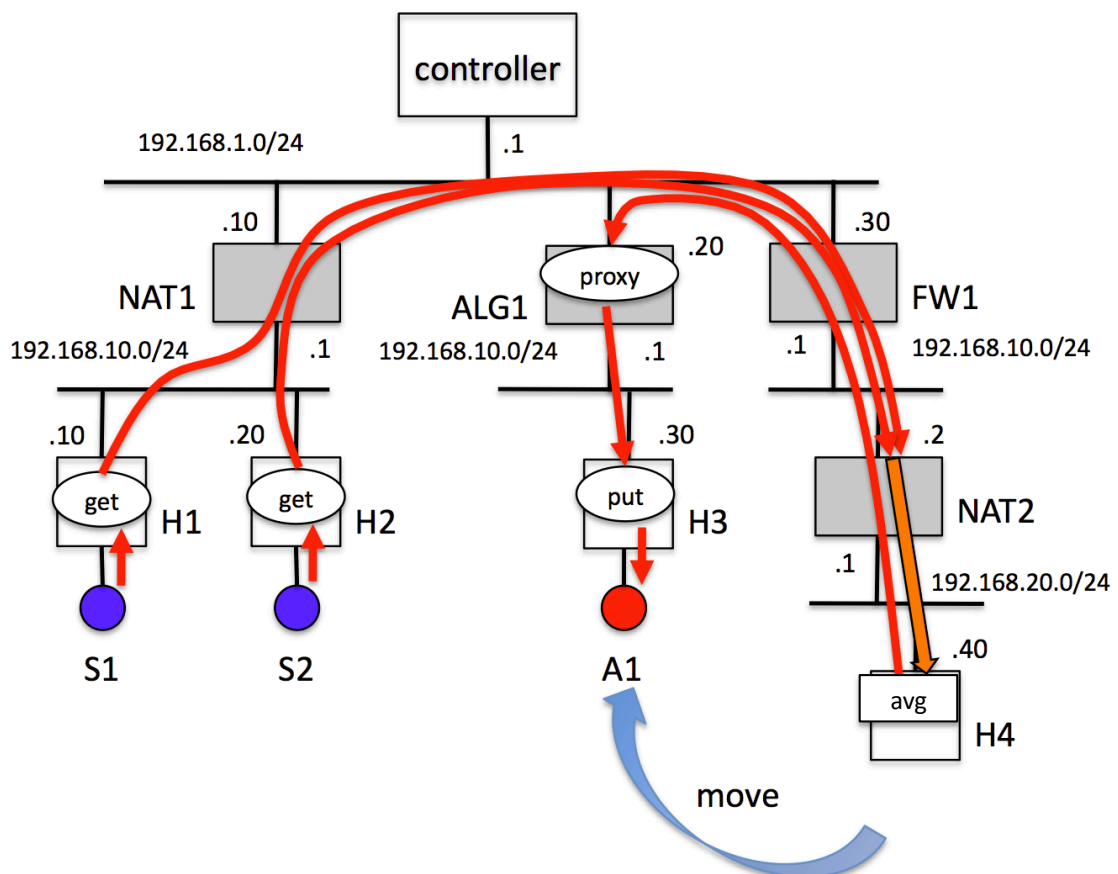 controller
192.168.1.0/24
.1
.10
.20
.30
proxy
NAT1
ALG1
FW1
192.168.10.0/24
.1
192.168.10.0/24
.1
.1
192.168.10.0/24
.10
.20
.30
.2
get
H1
get
H2
put
H3
NAT2
.1
192.168.20.0/24
S1
S2
A1
.40
avg
H4
move